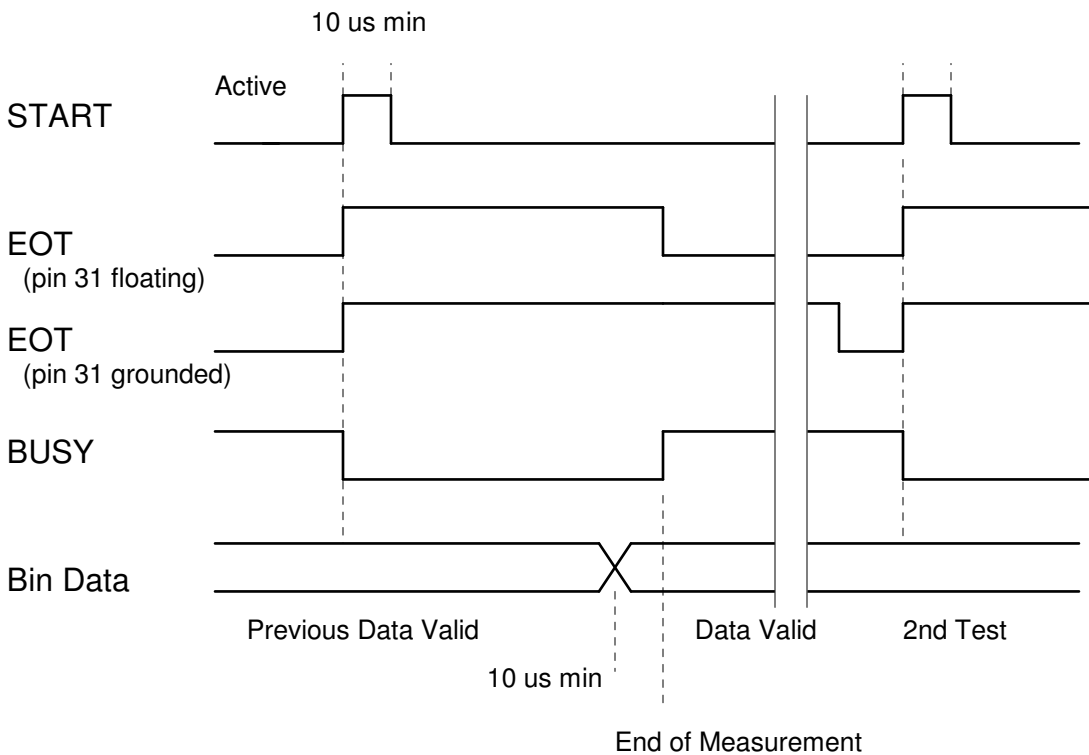 10 us min
Active
START
EOT
(pin 31 floating)
EOT
(pin 31 grounded)
BUSY
Bin Data
Previous Data Valid
Data Valid
2nd Test
10 us min
End of Measurement